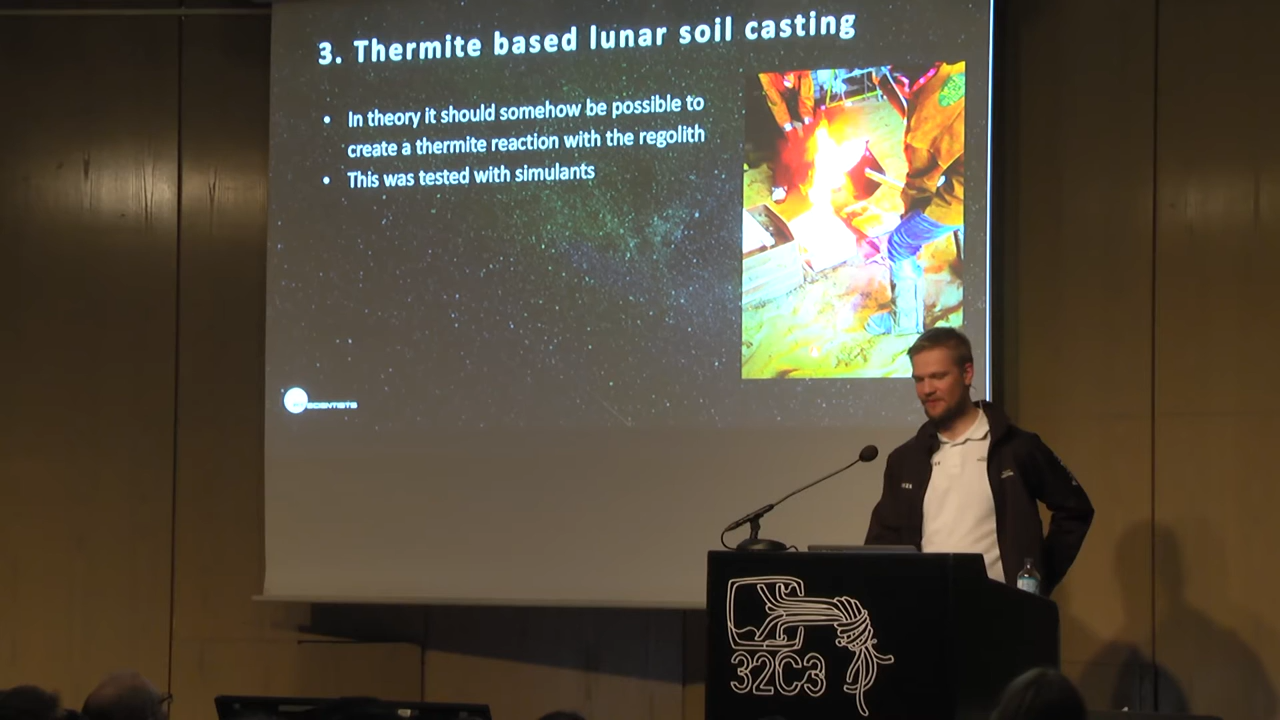 3. Thermite based lunar soil casting
• In theory it should somehow be possible to
create a thermite reaction with the regolith
• This was tested with simulants
SCIENTISTS
32C3